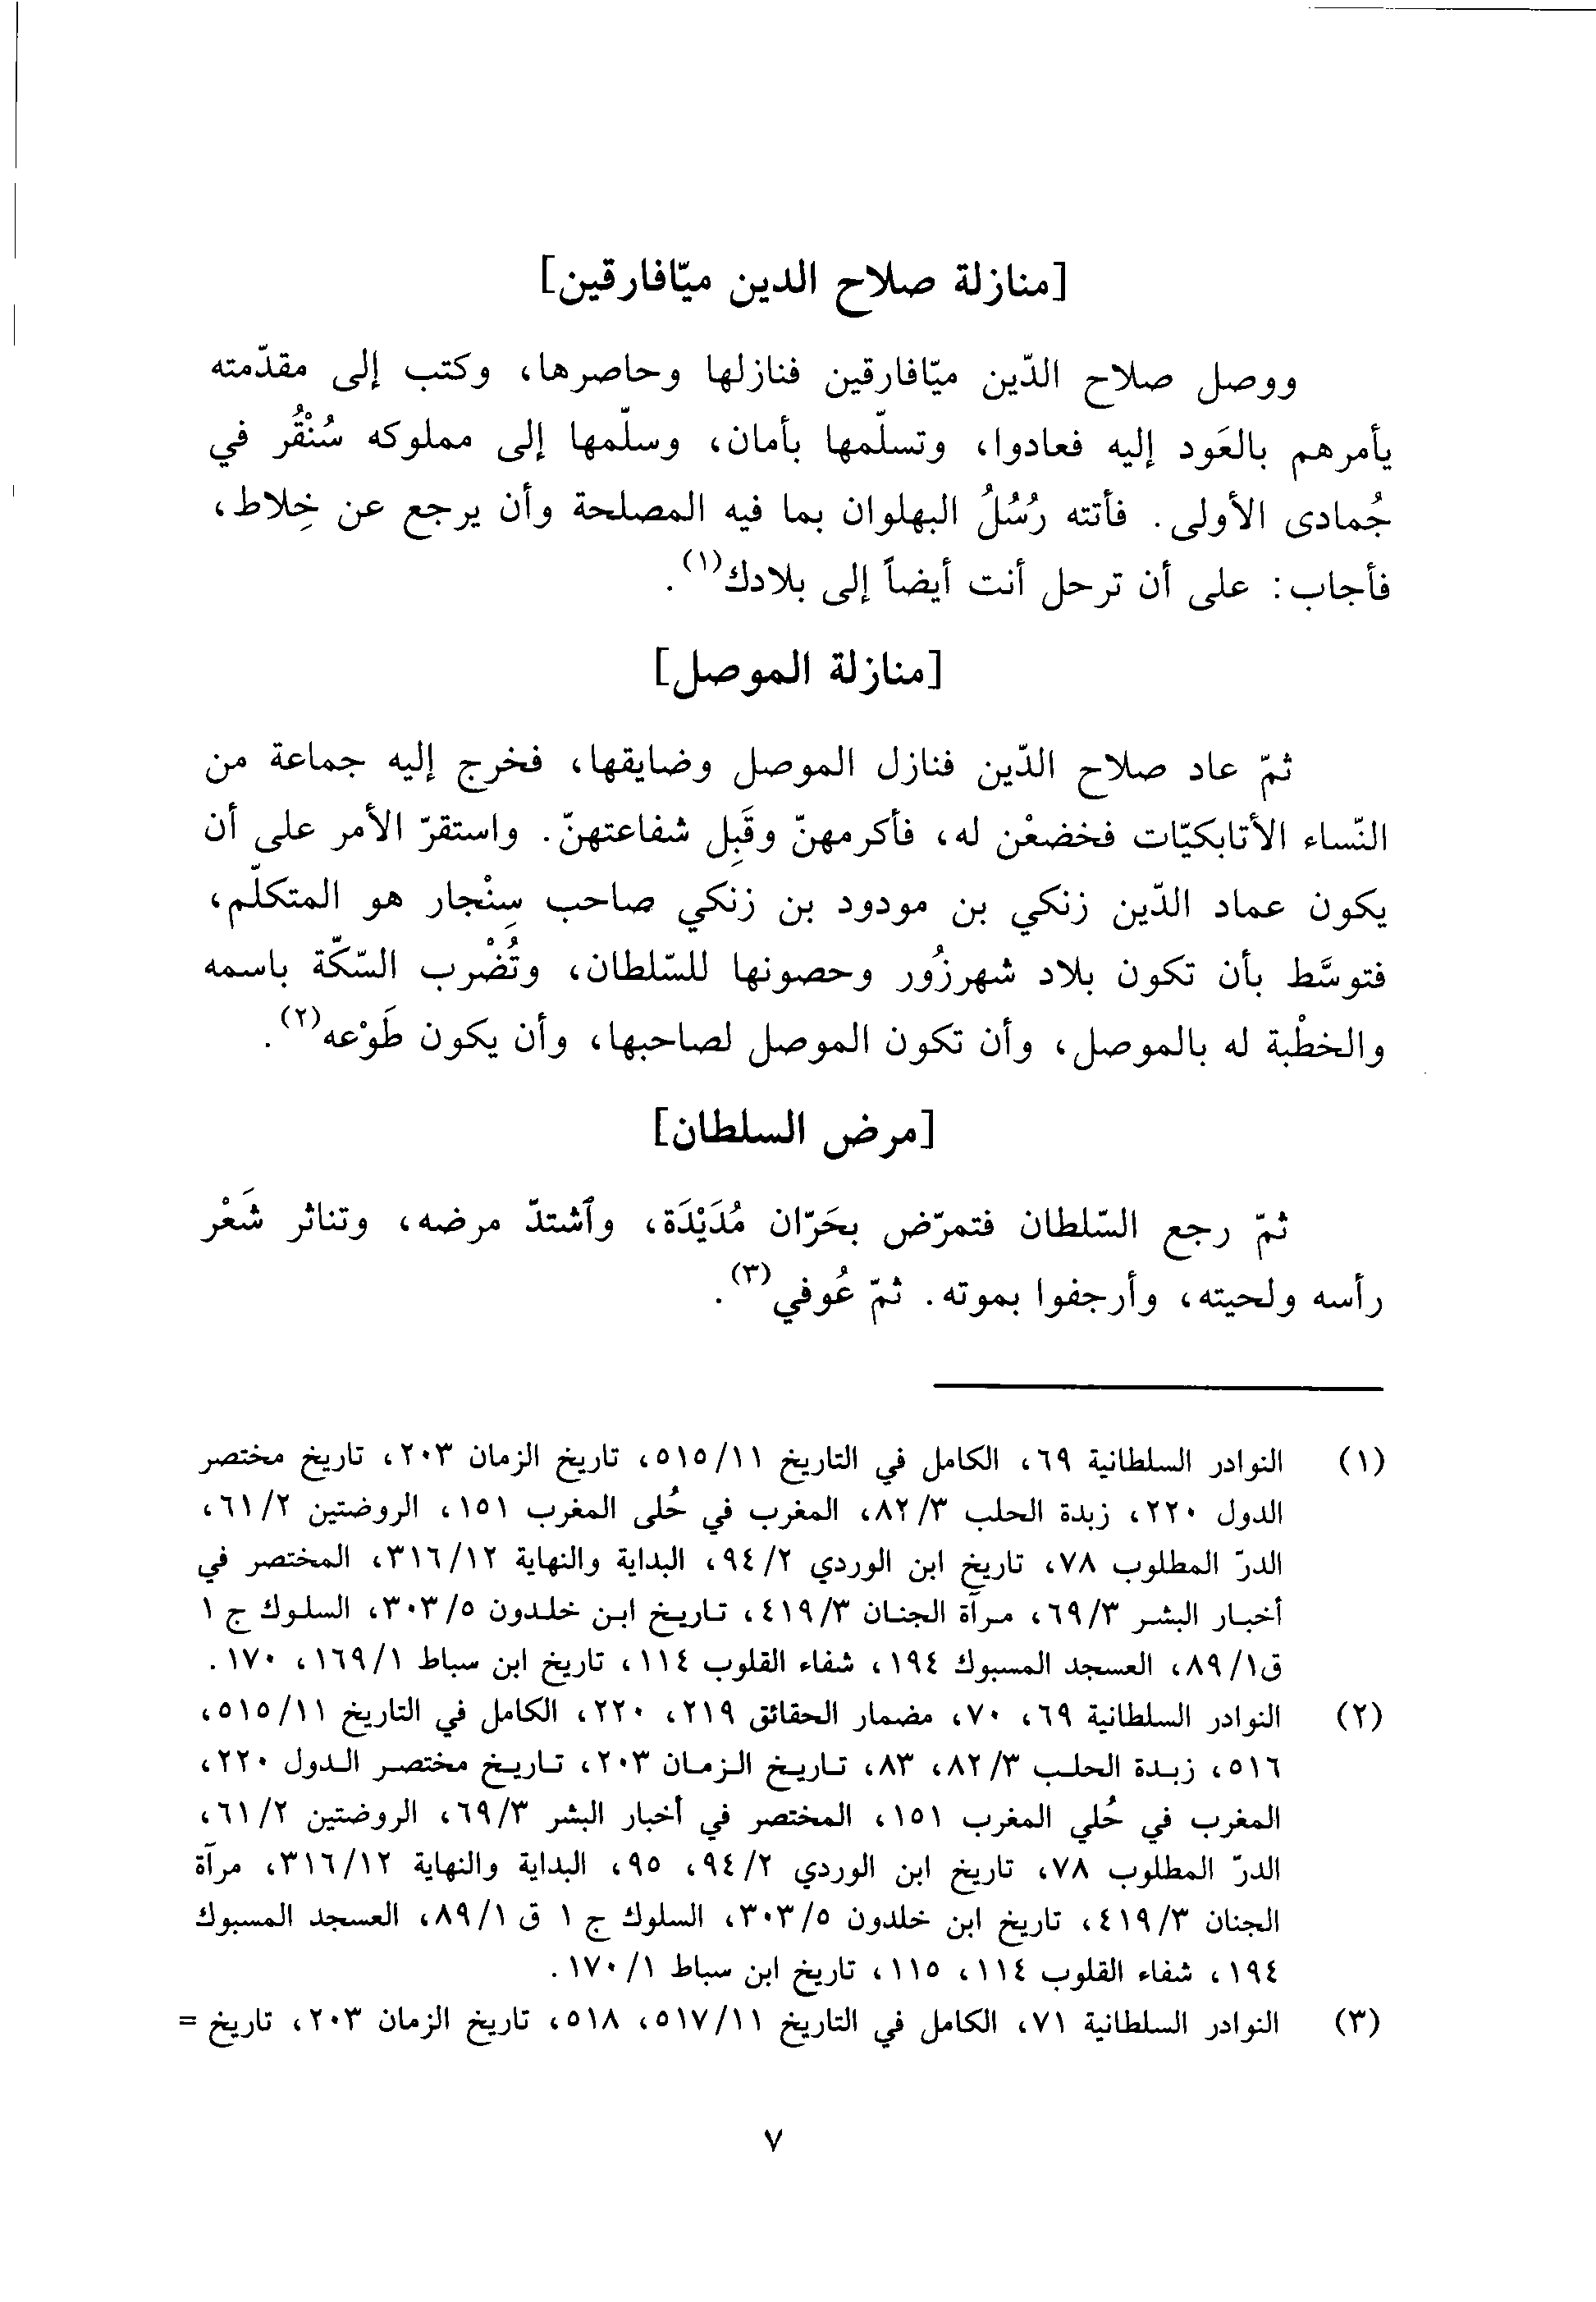 [منازلة صلاح الدين ميّافارقين]
ووصل صلاح الدّين ميّافارقين فنازلها وحاصرها، وكتب إلى مقدّمته
يأمرهم بالعَود إليه فعادوا، وتسلّمها بأمان، وسلّمها إلى مملوكه سُنْقُر في
جُمادى الأولى. فأتته رُسُلُ البهلوان بما فيه المصلحة وأن يرجع عن خِلاط،
فأجاب: على أن ترحل أنت أيضاً إلى بلادك(١).
[منازلة الموصل]
ثمّ عاد صلاح الدّين فنازل الموصل وضايقها، فخرج إليه جماعة من
النّساء الأتابكيّات فخضعْن له، فأكرمهنّ وقَبِل شفاعتهنّ. واستقرّ الأمر على أن
يكون عماد الدّين زنكي بن مودود بن زنكي صاحب سِنْجار هو المتكلّم،
فتوسَّط بأن تكون بلاد شهرزُور وحصونها للسّلطان، وتُضْرب السّكّة باسمه
والخطْبة له بالموصل، وأن تكون الموصل لصاحبها، وأن يكون طَوْعه(٢).
[مرض السلطان]
ثمّ رجع السّلطان فتمرّض بحَرّان مُدَيْدَة، وٱشتدّ مرضه، وتناثر شَعْر
رأسه ولحيته، وأرجفوا بموته. ثمّ عُوفي(٣).
(١) النوادر السلطانية ٦٩، الكامل في التاريخ ٥١٥/١١، تاريخ الزمان ٢٠٣، تاريخ مختصر
الدول ٢٢٠، زبدة الحلب ٨٢/٣، المغرب في حُلى المغرب ١٥١، الروضتين ٦١/٢،
الدرّ المطلوب ٧٨، تاريخ ابن الوردي ٩٤/٢، البداية والنهاية ٣١٦/١٢، المختصر في
أخبار البشر ٦٩/٣، مرآة الجنان ٤١٩/٣، تاريخ ابن خلدون ٣٠٣/٥، السلوك ج ١
ق٨٩/١، العسجد المسبوك ١٩٤، شفاء القلوب ١١٤، تاريخ ابن سباط ١٦٩/١، ١٧٠.
(٢) النوادر السلطانية ٦٩، ٧٠، مضمار الحقائق ٢١٩، ٢٢٠، الكامل في التاريخ ٥١٥/١١،
٥١٦، زبدة الحلب ٨٢/٣، ٨٣، تاريخ الزمان ٢٠٣، تاريخ مختصر الدول ٢٢٠،
المغرب في حُلي المغرب ١٥١، المختصر في أخبار البشر ٦٩/٣، الروضتين ٦١/٢،
الدرّ المطلوب ٧٨، تاريخ ابن الوردي ٩٤/٢، ٩٥، البداية والنهاية ٣١٦/١٢، مرآة
الجنان ٤١٩/٣، تاريخ ابن خلدون ٣٠٣/٥، السلوك ج ١ ق ٨٩/١، العسجد المسبوك
١٩٤، شفاء القلوب ١١٤، ١١٥، تاريخ ابن سباط ١٧٠/١.
(٣) النوادر السلطانية ٧١، الكامل في التاريخ ٥١٧/١١، ٥١٨، تاريخ الزمان ٢٠٣، تاريخ =
٧